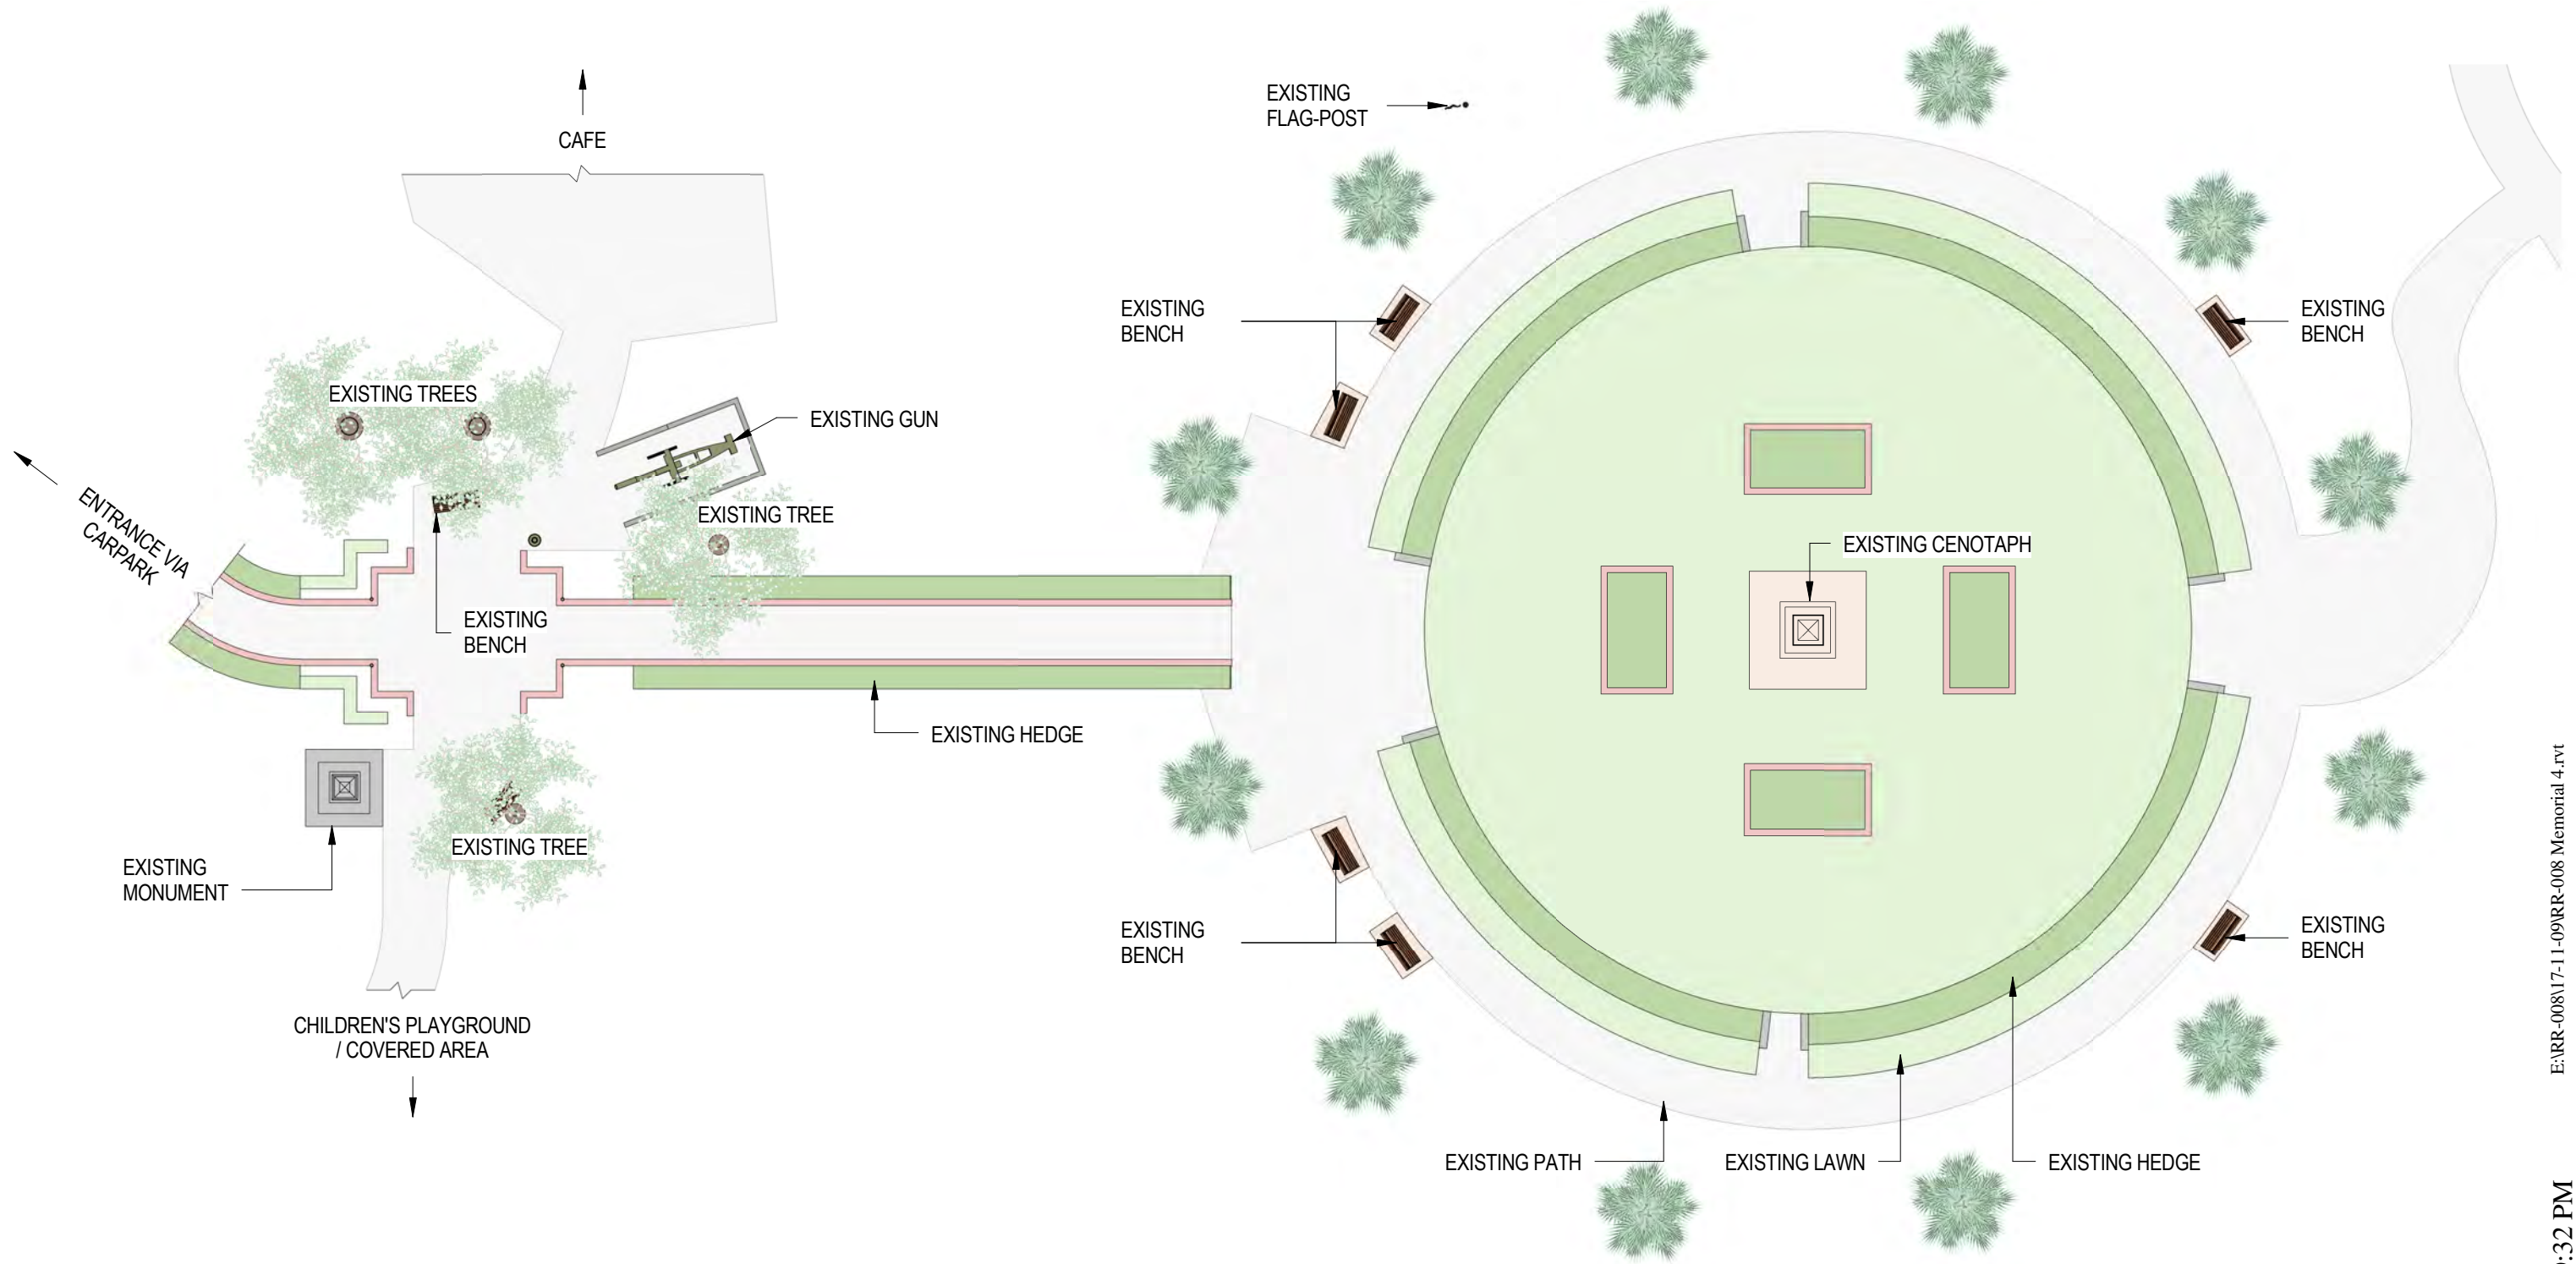 EXISTING
FLAG-POST
CAFE
EXISTING
BENCH
EXISTING
BENCH
EXISTING TREES
EXISTING GUN
ENTRANCE VIA
CARPARK
EXISTING TREE
EXISTING CENOTAPH
EXISTING
BENCH
EXISTING HEDGE
EXISTING TREE
EXISTING
MONUMENT
EXISTING
BENCH
EXISTING
BENCH
CHILDREN'S PLAYGROUND
/ COVERED AREA
EXISTING PATH
EXISTING LAWN
EXISTING HEDGE
E:\RR-008\17-11-09\RR-008 Memorial 4.rvt
:32 PM